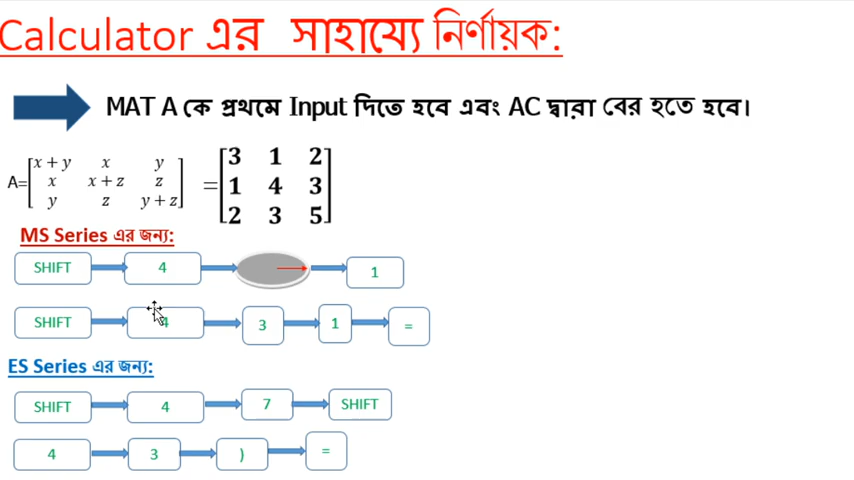 Calculator এর সাহায্যে নির্ণায়ক:
MAT A কে প্রথমে Input দিতে হবে এবং AC দ্বারা বের হতে হবে।
A= [x + y x y] = [3 1 2]
[x x + z z] [1 4 3]
[y z y + z] [2 3 5]
MS Series এর জন্য:
SHIFT 4 1
SHIFT 4 3 1 =
ES Series এর জন্য:
SHIFT 4 7 SHIFT
4 3 ) =